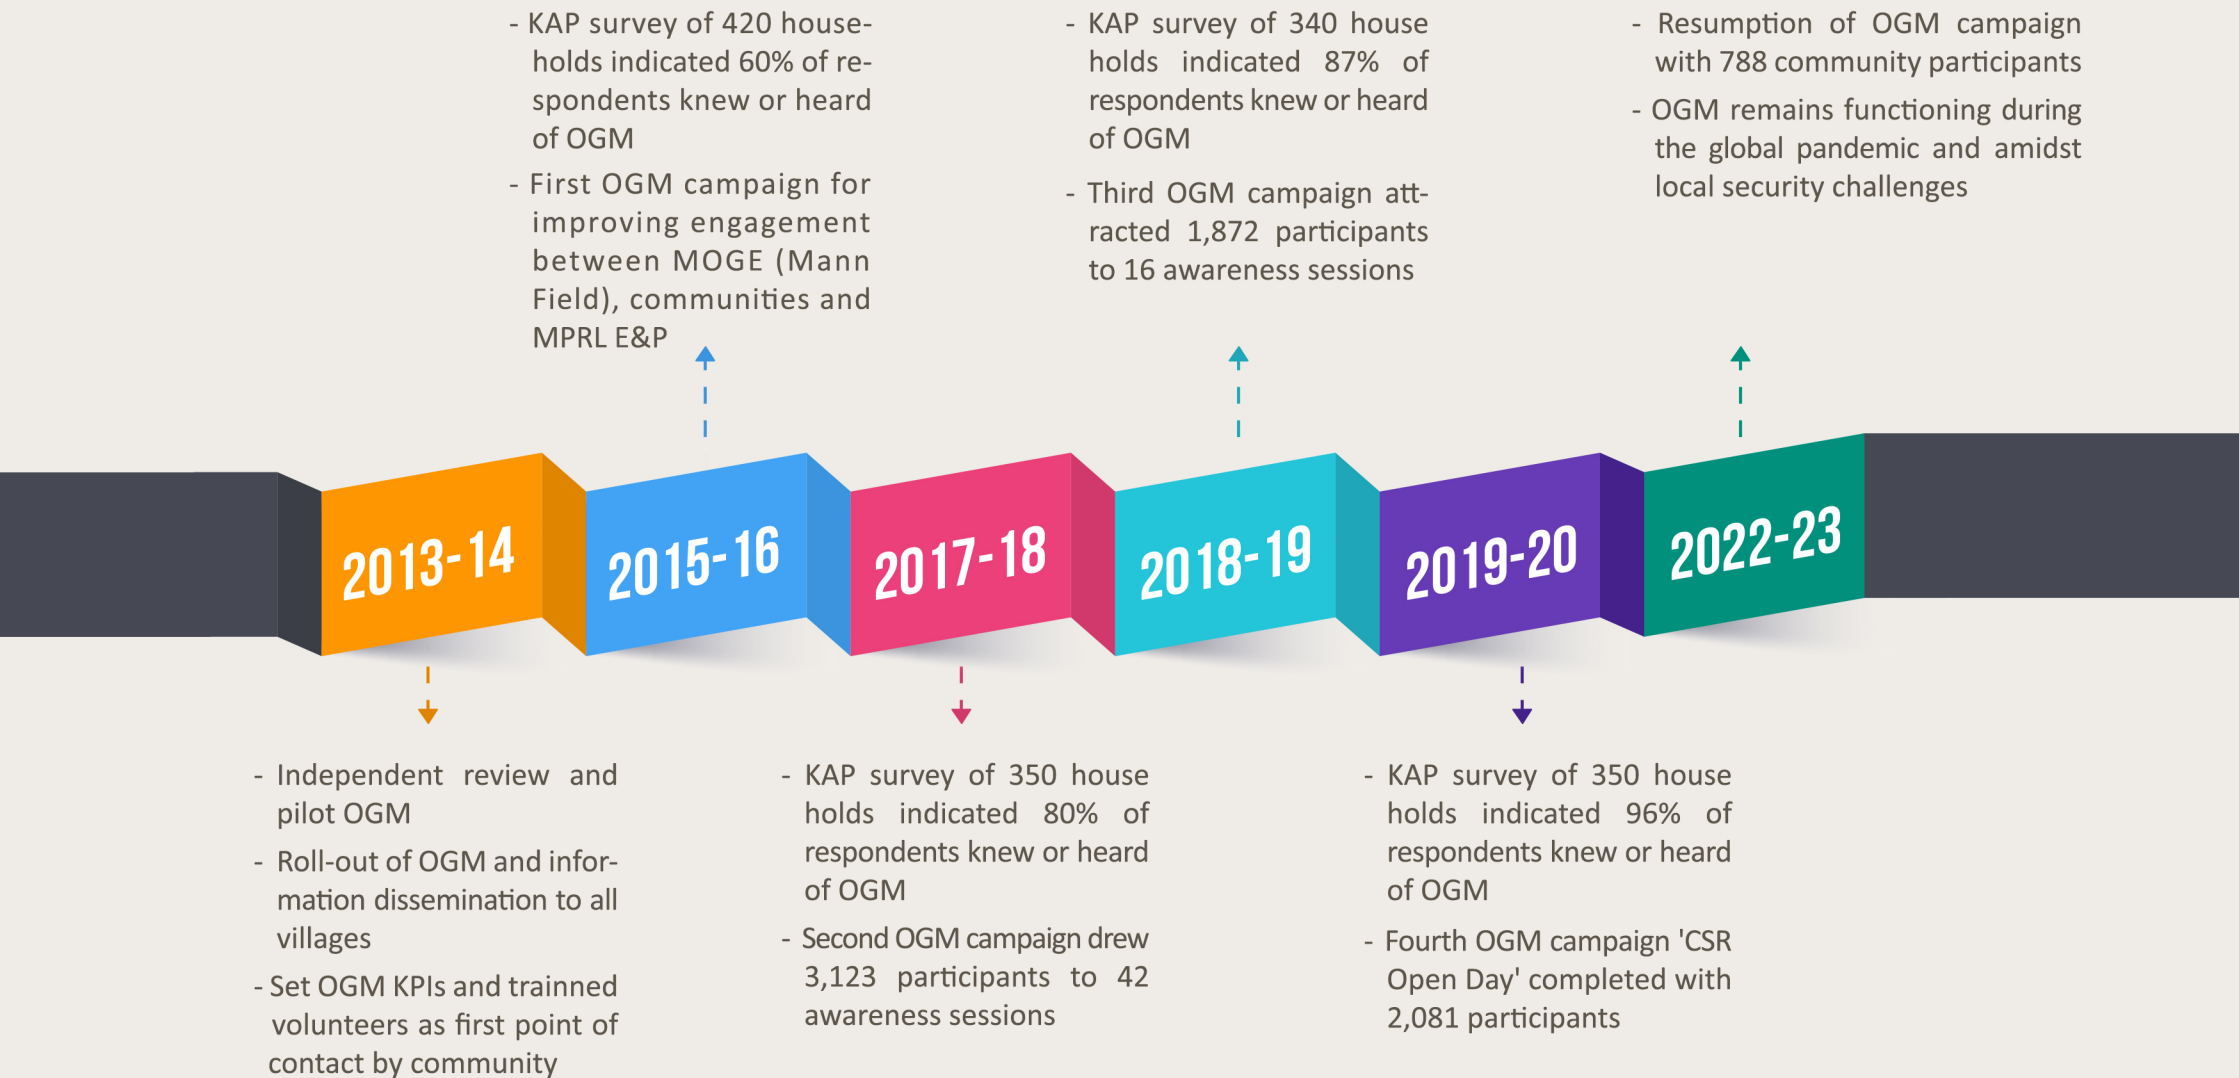 - KAP survey of 420 house-
holds indicated 60% of re-
spondents knew or heard
of OGM
- First OGM campaign for
improving engagement
between MOGE (Mann
Field), communities and
MPRL E&P
- KAP survey of 340 house
holds indicated 87% of
respondents knew or heard
of OGM
- Third OGM campaign att-
racted 1,872 participants
to 16 awareness sessions
- Resumption of OGM campaign
with 788 community participants
- OGM remains functioning during
the global pandemic and amidst
local security challenges
2013-14
2015-16
2017-18
2018-19
2019-20
2022-23
- Independent review and
pilot OGM
- Roll-out of OGM and infor-
mation dissemination to all
villages
- Set OGM KPIs and trainned
volunteers as first point of
contact by community
- KAP survey of 350 house
holds indicated 80% of
respondents knew or heard
of OGM
- Second OGM campaign drew
3,123 participants to 42
awareness sessions
- KAP survey of 350 house
holds indicated 96% of
respondents knew or heard
of OGM
- Fourth OGM campaign 'CSR
Open Day' completed with
2,081 participants